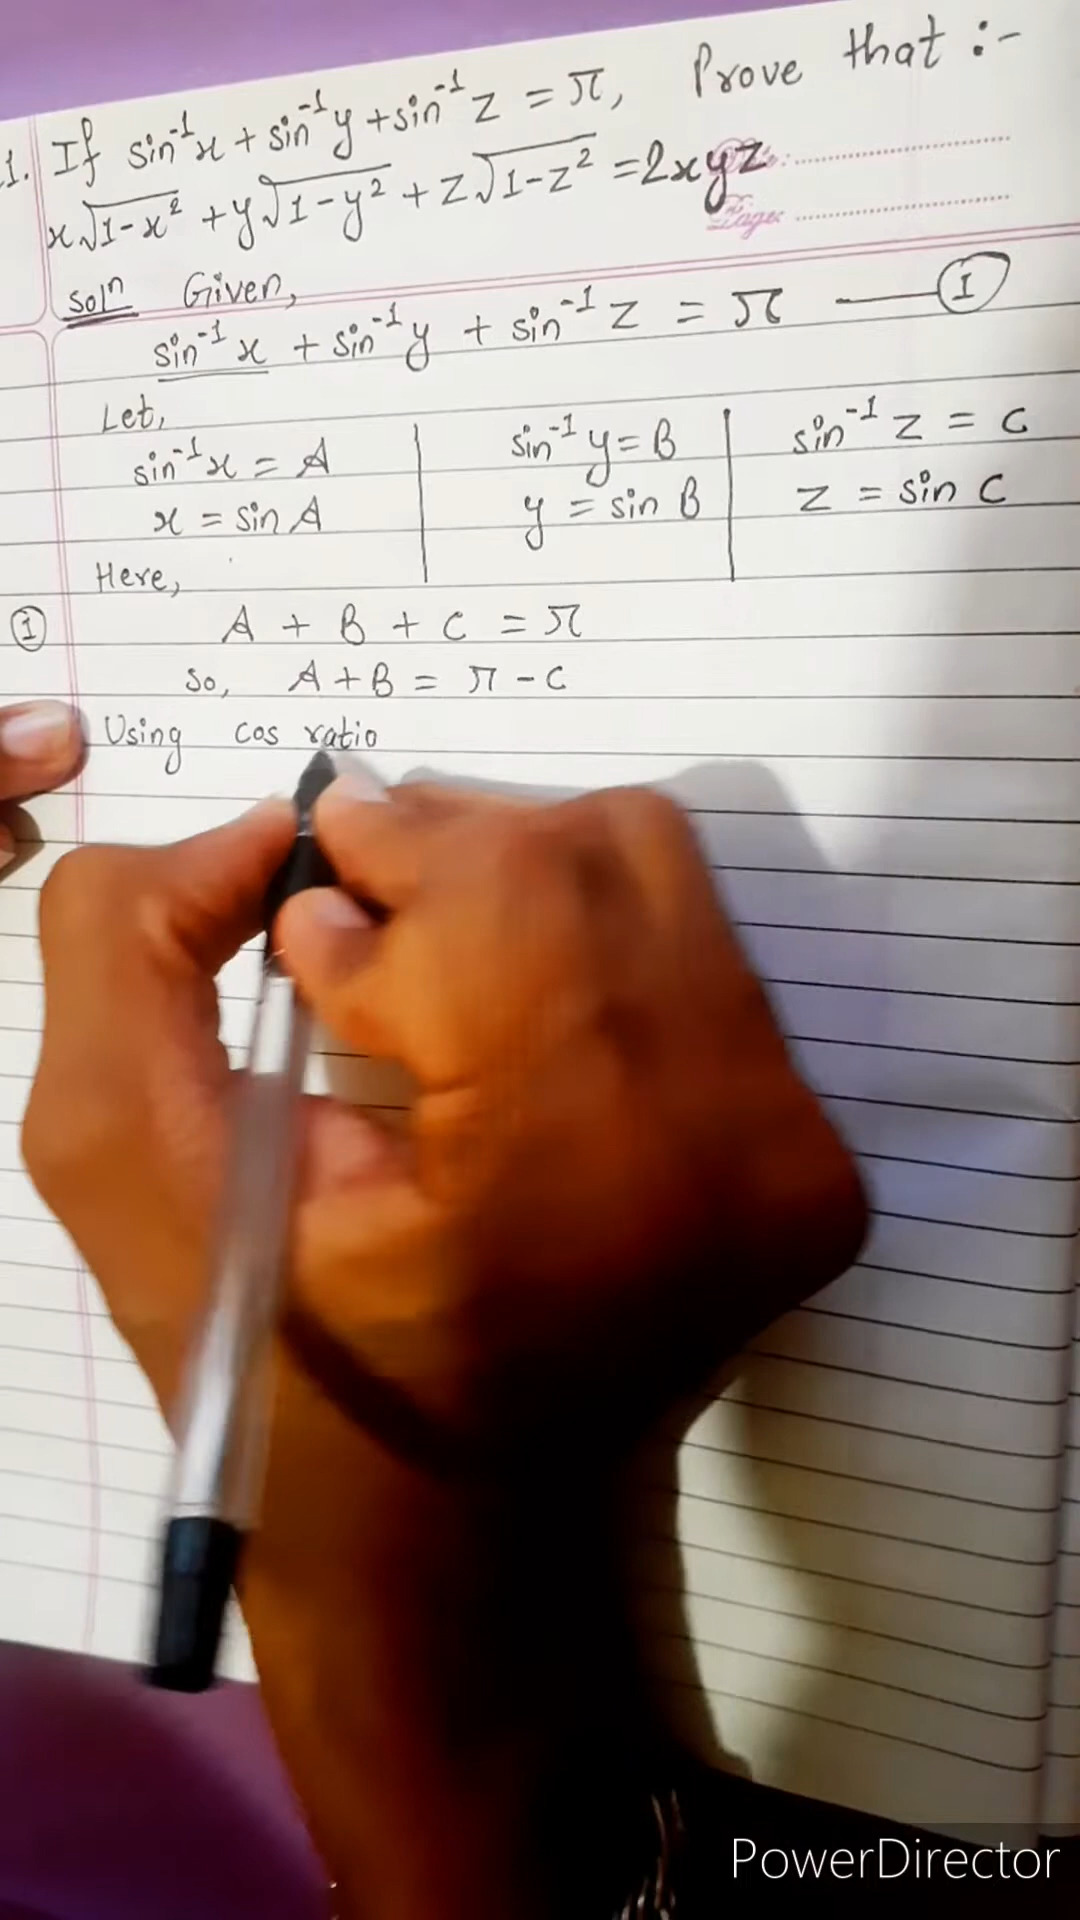 1. If sin⁻¹x + sin⁻¹y + sin⁻¹z = π, Prove that :-
x√1-x² + y√1-y² + z√1-z² = 2xyz
Page:
Solⁿ Given,
sin⁻¹x + sin⁻¹y + sin⁻¹z = π —— I
Let,
sin⁻¹x = A | sin⁻¹y = B | sin⁻¹z = C
x = sin A | y = sin B | z = sin C
Here,
① A + B + C = π
So, A + B = π - C
Using cos ratio
PowerDirector